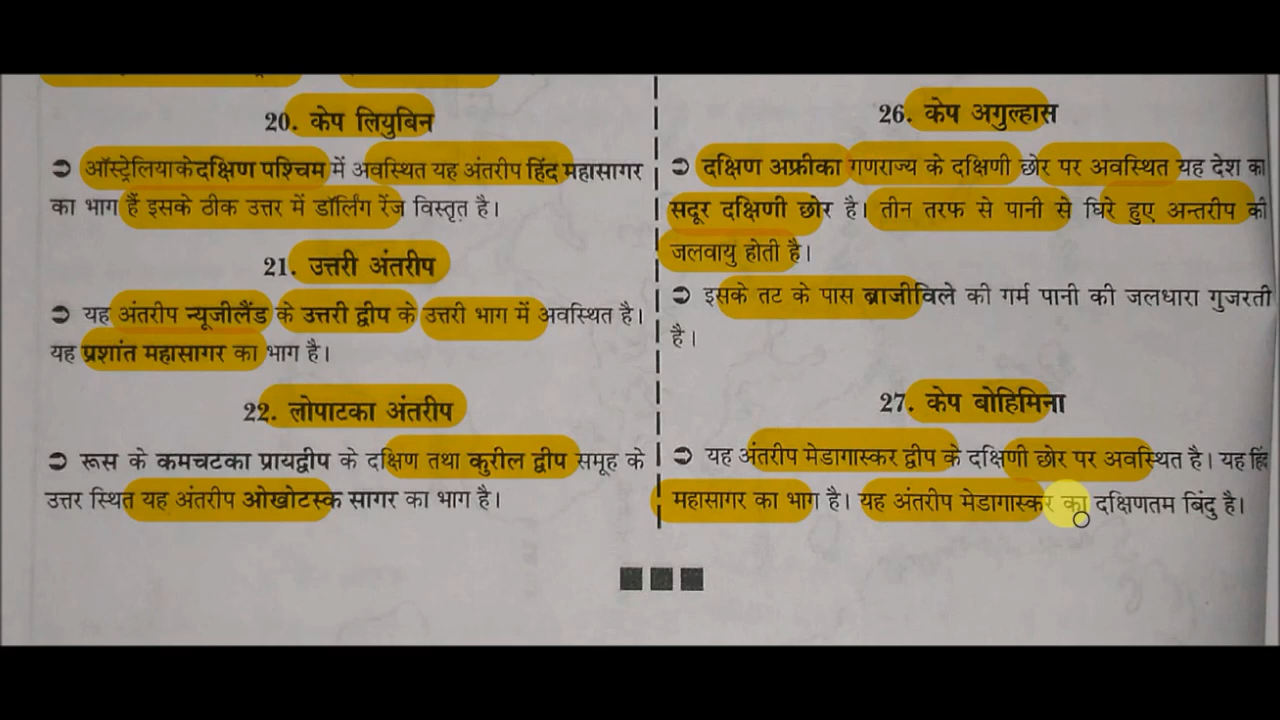 20. केप लियुबिन
➲ ऑस्ट्रेलियाके दक्षिण पश्चिम में अवस्थित यह अंतरीप हिंद महासागर
का भाग हैं इसके ठीक उत्तर में डॉर्लिंग रेंज विस्तृत है।
21. उत्तरी अंतरीप
➲ यह अंतरीप न्यूजीलैंड के उत्तरी द्वीप के उत्तरी भाग में अवस्थित है।
यह प्रशांत महासागर का भाग है।
22. लोपाटका अंतरीप
➲ रूस के कमचटका प्रायद्वीप के दक्षिण तथा कुरील द्वीप समूह के
उत्तर स्थित यह अंतरीप ओखोटस्क सागर का भाग है।
26. केप अगुल्हास
➲ दक्षिण अफ्रीका गणराज्य के दक्षिणी छोर पर अवस्थित यह देश का
सदूर दक्षिणी छोर है। तीन तरफ से पानी से घिरे हुए अन्तरीप की
जलवायु होती है।
➲ इसके तट के पास ब्राजीविले की गर्म पानी की जलधारा गुजरती
है।
27. केप वोहिमिना
➲ यह अंतरीप मेडागास्कर द्वीप के दक्षिणी छोर पर अवस्थित है। यह हिंद
महासागर का भाग है। यह अंतरीप मेडागास्कर का दक्षिणतम बिंदु है।